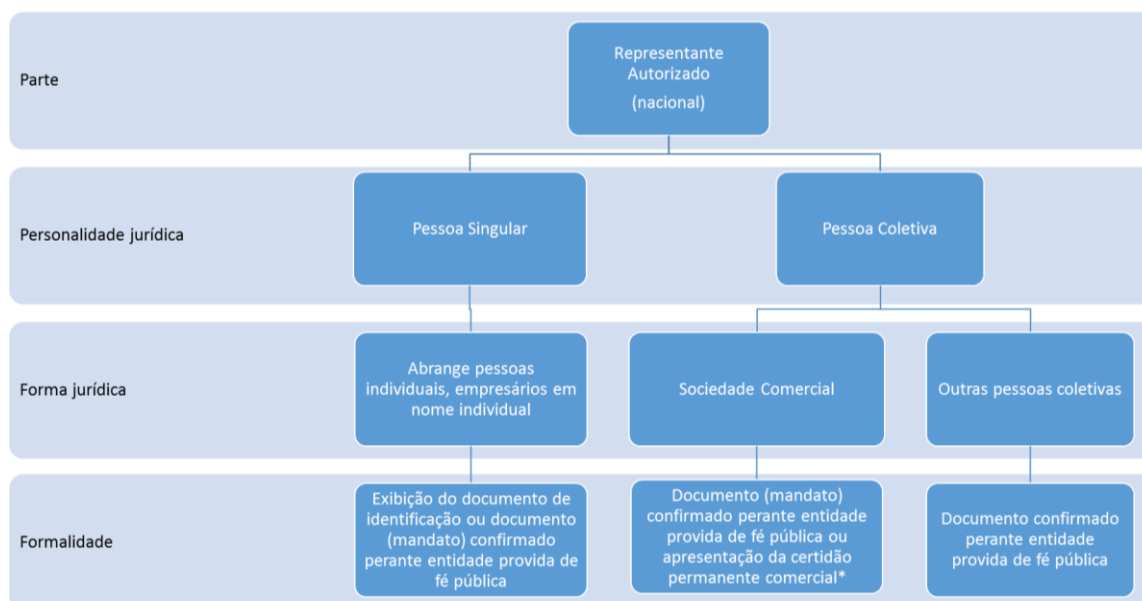 Parte
Representante
Autorizado
(nacional)
Personalidade jurídica
Pessoa Singular
Pessoa Coletiva
Forma jurídica
Abrange pessoas
individuais, empresários em
nome individual
Sociedade Comercial
Outras pessoas coletivas
Formalidade
Exibição do documento de
identificação ou documento
(mandato) confirmado
perante entidade provida de
fé pública
Documento (mandato)
confirmado perante entidade
provida de fé pública ou
apresentação da certidão
permanente comercial*
Documento confirmado
perante entidade
provida de fé pública